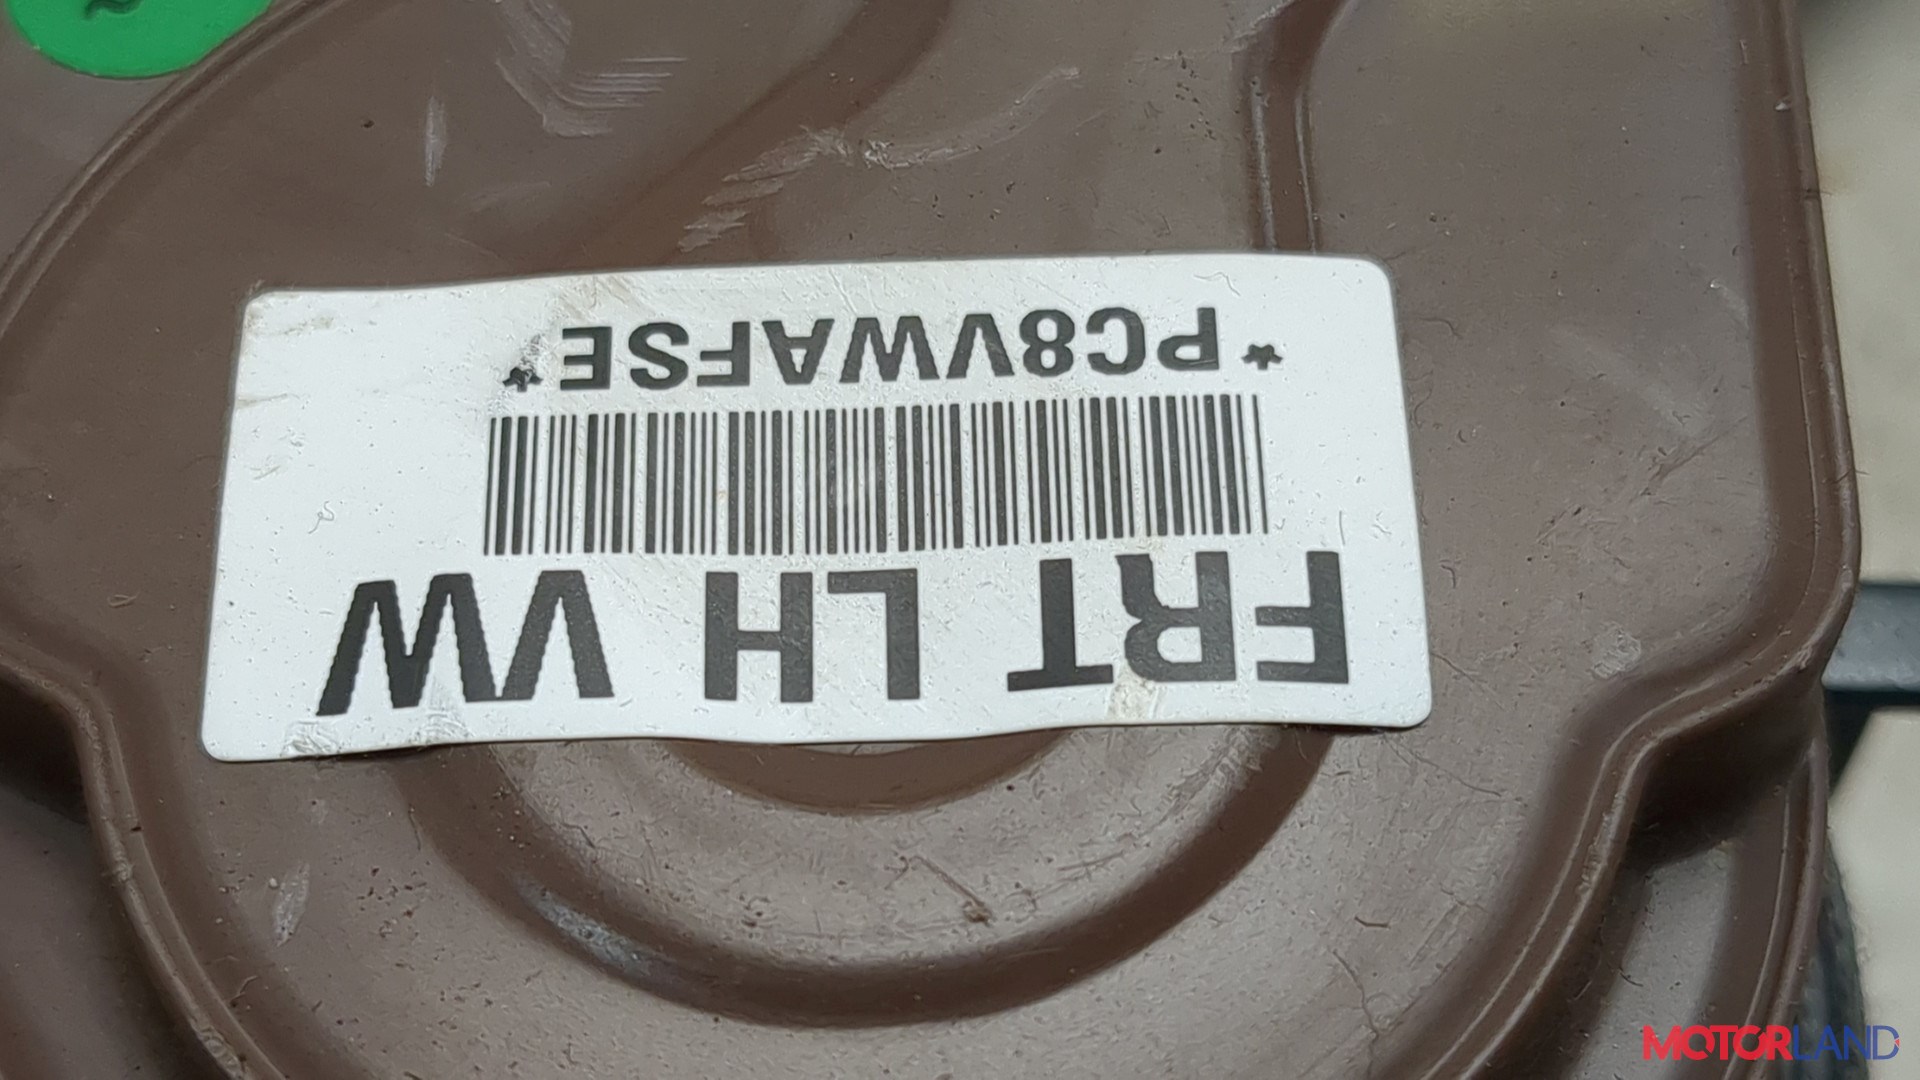 FRT LH VW
*PC8VWAFSE*
MOTORLAND